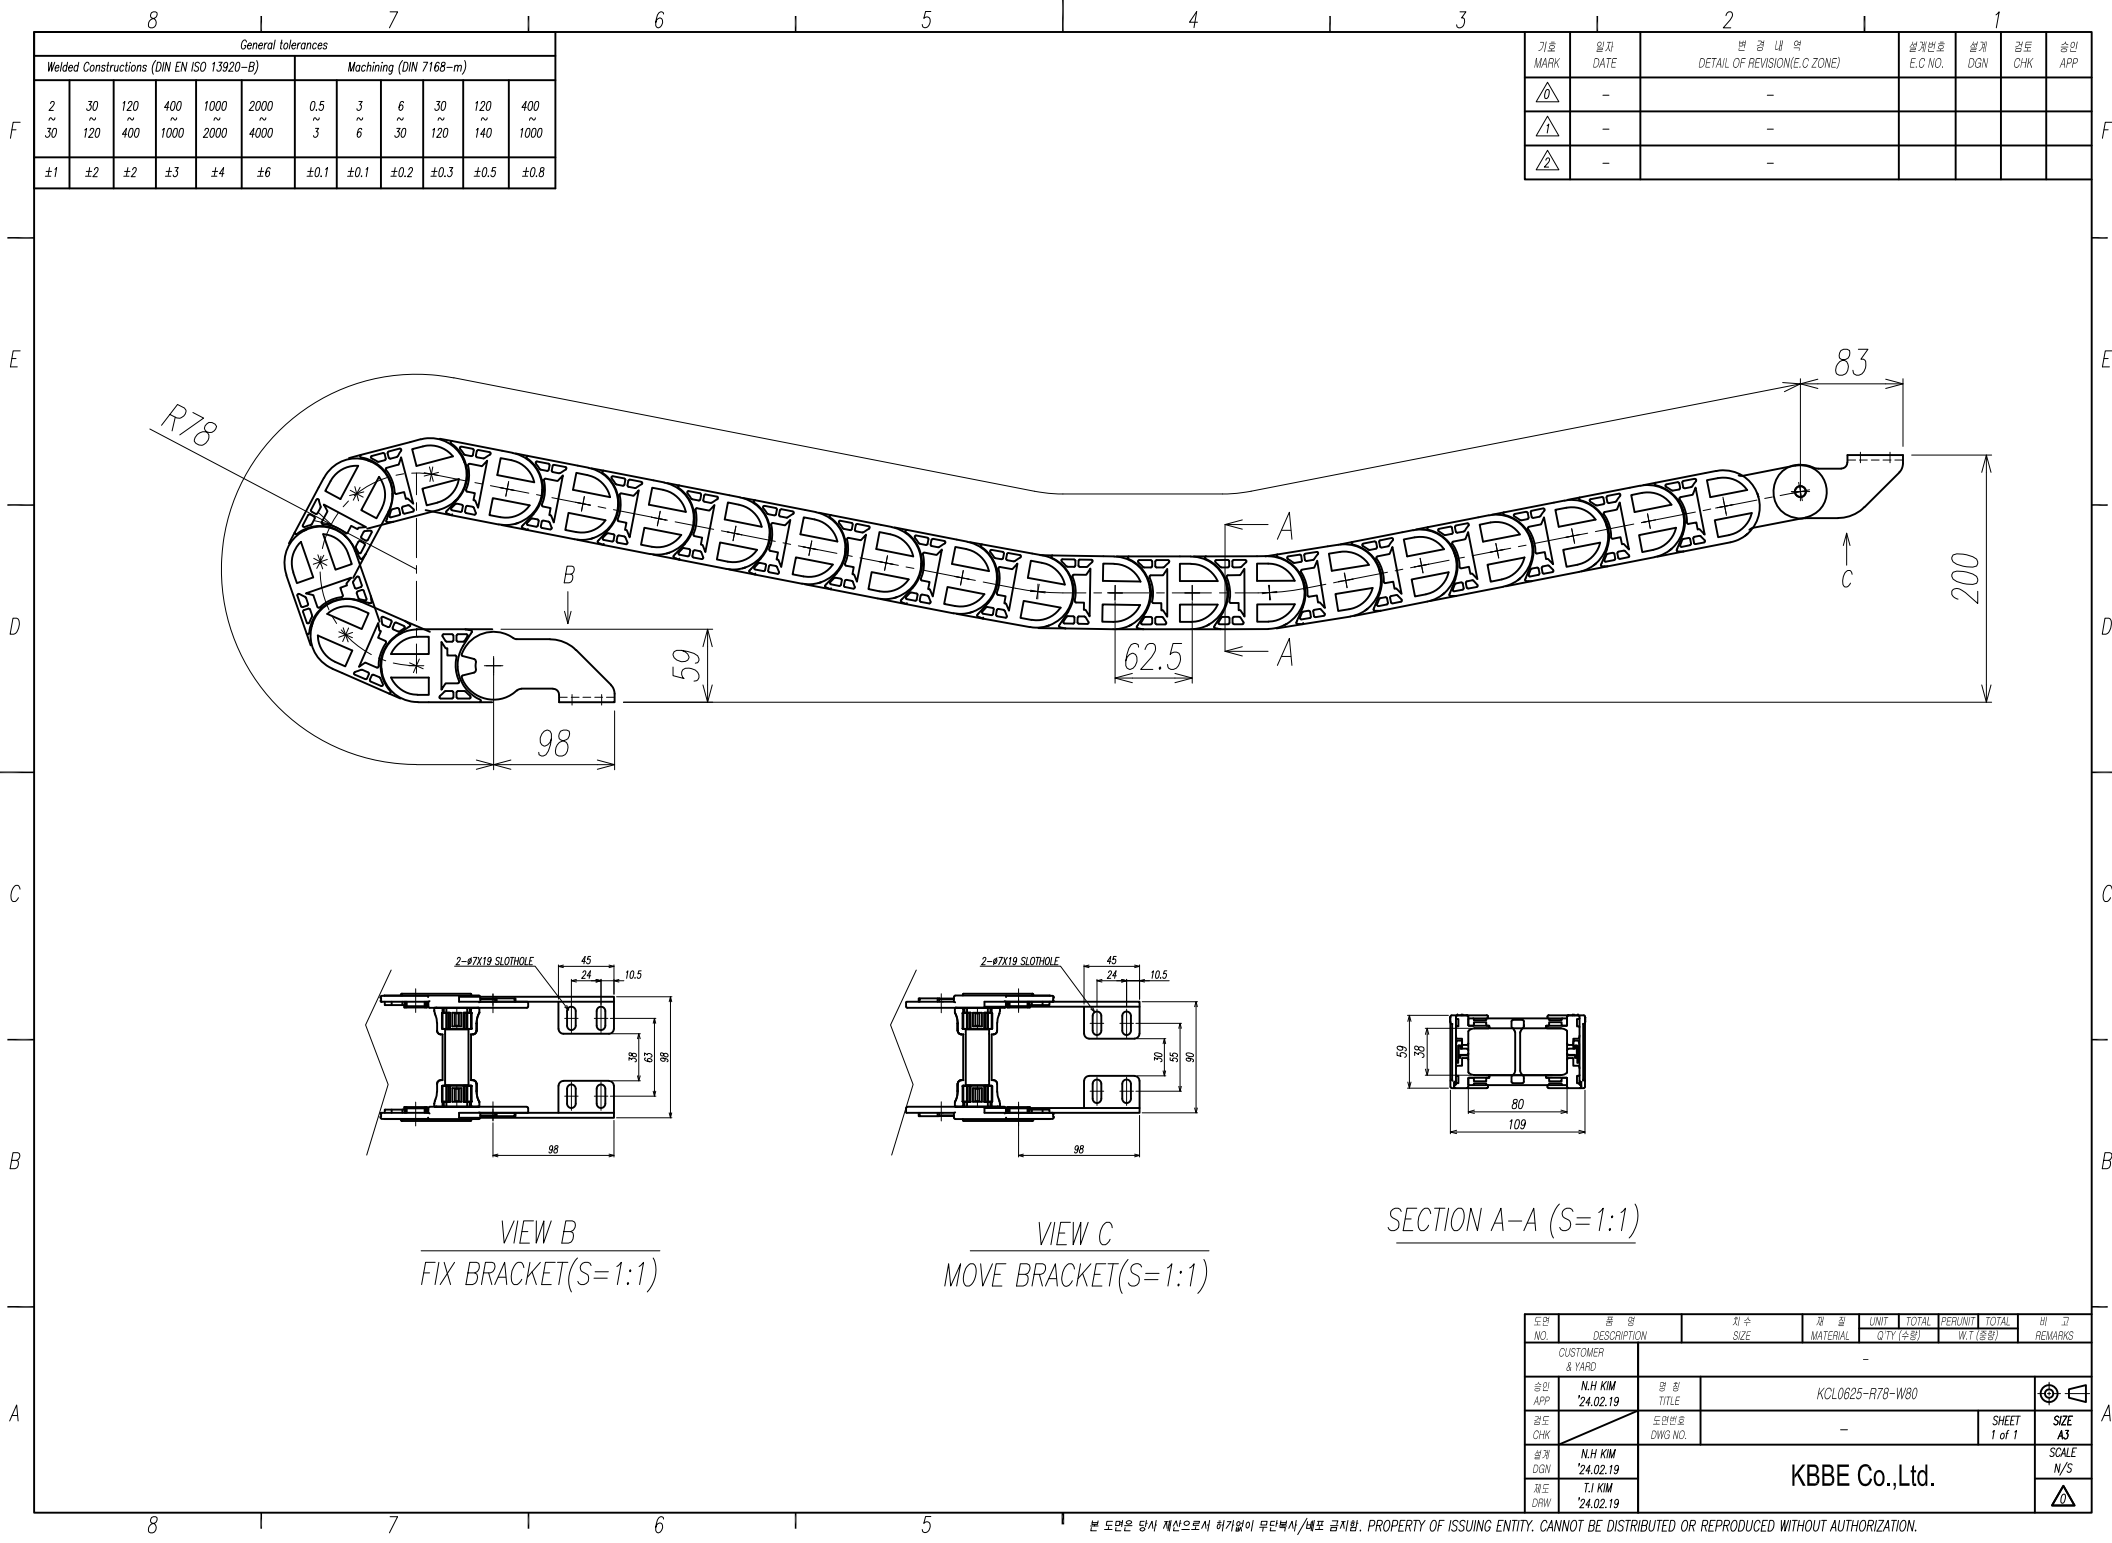 8 7 6 5 4 3 2 1
General tolerances
Welded Constructions (DIN EN ISO 13920-B) Machining (DIN 7168-m)
2 ~ 30 30 ~ 120 120 ~ 400 400 ~ 1000 1000 ~ 2000 2000 ~ 4000 0.5 ~ 3 3 ~ 6 6 ~ 30 30 ~ 120 120 ~ 140 400 ~ 1000
±1 ±2 ±2 ±3 ±4 ±6 ±0.1 ±0.1 ±0.2 ±0.3 ±0.5 ±0.8
기호 일자 변 경 내 역 설계번호 설계 검토 승인
MARK DATE DETAIL OF REVISION(E.C ZONE) E.C NO. DGN CHK APP
0 - -
1 - -
2 - -
F F
E E
D D
C C
B B
A A
83
R78
A
B
C
200
59
62.5
A
98
2-ø7X19 SLOTHOLE
45
24
10.5
38
63
98
98
2-ø7X19 SLOTHOLE
45
24
10.5
30
55
90
98
59
38
80
109
VIEW B
FIX BRACKET(S=1:1)
VIEW C
MOVE BRACKET(S=1:1)
SECTION A-A (S=1:1)
도면 품 명 치 수 재 질 UNIT TOTAL PERUNIT TOTAL 비 고
NO. DESCRIPTION SIZE MATERIAL Q'TY (수량) W.T (중량) REMARKS
CUSTOMER
& YARD
-
승인 N.H KIM 명 칭
APP '24.02.19 TITLE
KCL0625-R78-W80
검도 도면번호 SHEET SIZE
CHK DWG NO. - 1 of 1 A3
설계 N.H KIM SCALE
DGN '24.02.19 N/S
KBBE Co.,Ltd.
제도 T.I KIM
DRW '24.02.19
0
8 7 6 5
본 도면은 당사 재산으로서 허가없이 무단복사/배포 금지함. PROPERTY OF ISSUING ENTITY. CANNOT BE DISTRIBUTED OR REPRODUCED WITHOUT AUTHORIZATION.